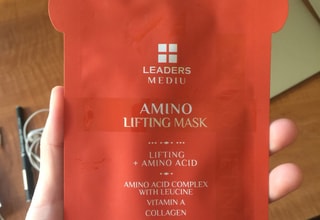 LEADERS
MEDIU
AMINO
LIFTING MASK
LIFTING
+ AMINO ACID
AMINO ACID COMPLEX
WITH LEUCINE
VITAMIN A
COLLAGEN